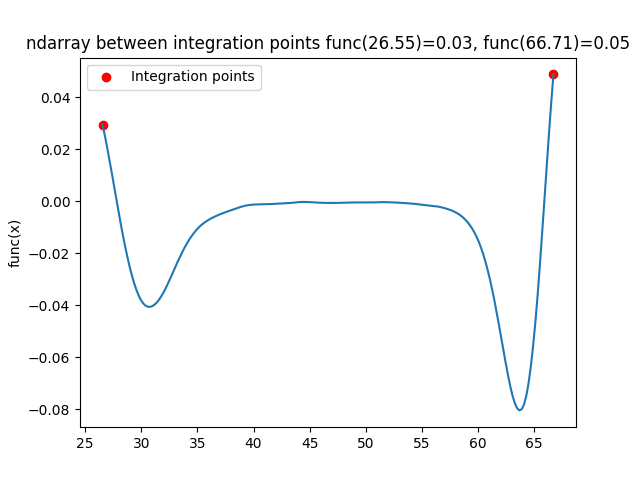 ndarray between integration points func(26.55)=0.03, func(66.71)=0.05
Integration points
func(x)
0.04
0.02
0.00
−0.02
−0.04
−0.06
−0.08
25 30 35 40 45 50 55 60 65